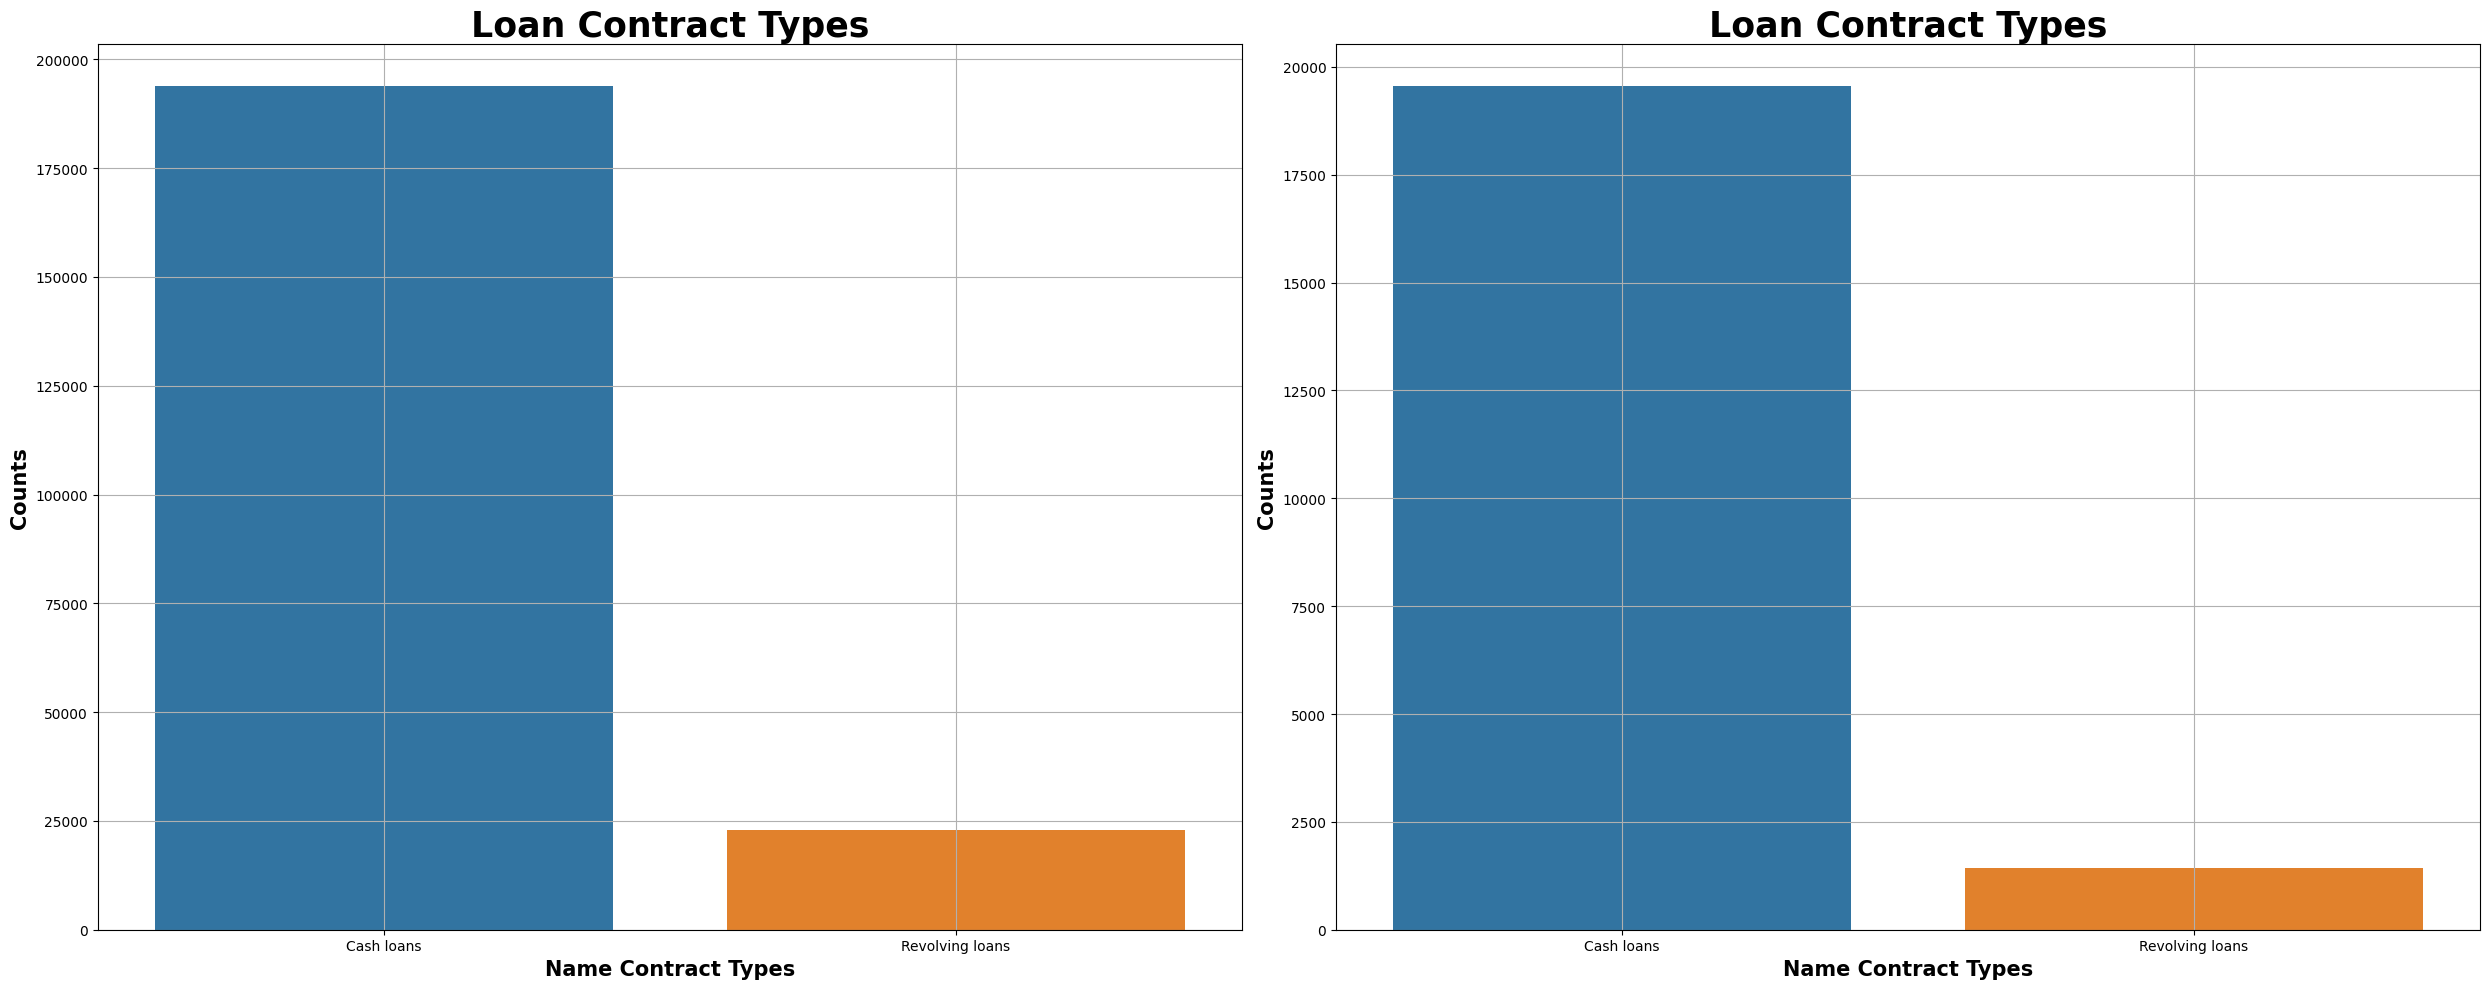 Loan Contract Types
200000
175000
150000
125000
100000
75000
50000
25000
0
Counts
Cash loans
Revolving loans
Name Contract Types
Loan Contract Types
20000
17500
15000
12500
10000
7500
5000
2500
0
Counts
Cash loans
Revolving loans
Name Contract Types